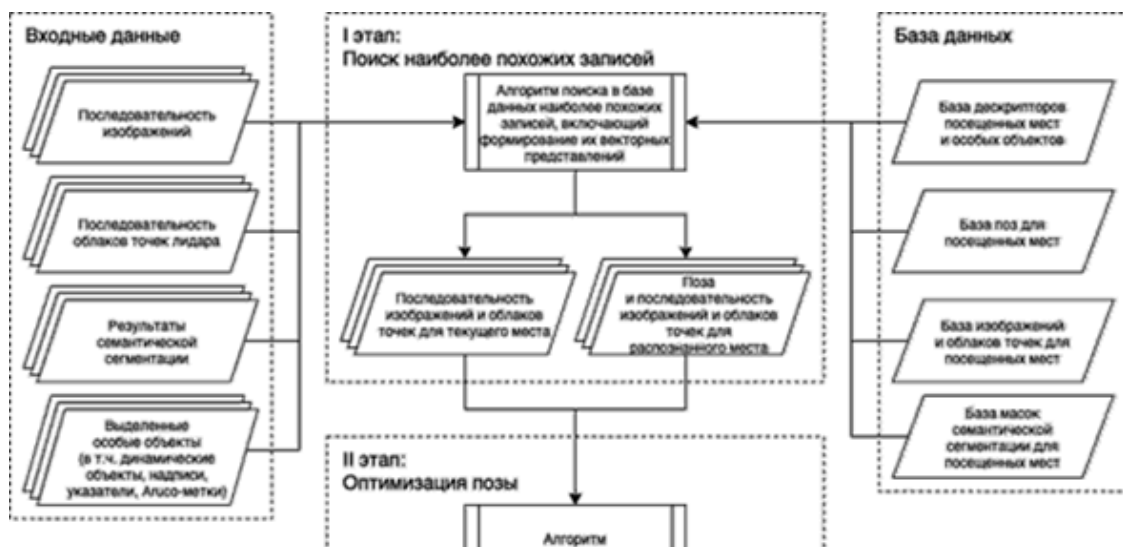 Входные данные
Последовательность
изображений
Последовательность
облаков точек лидара
Результаты
семантической
сегментации
Выделенные
особые объекты
(в т.ч. динамические
объекты, надписи,
указатели, Aruco-метки)
I этап:
Поиск наиболее похожих записей
Алгоритм поиска в базе
данных наиболее похожих
записей, включающий
формирование их векторных
представлений
Последовательность
изображений и облаков
точек для текущего места
Поза
и последовательность
изображений и облаков
точек для
распознанного места
II этап:
Оптимизация позы
Алгоритм
База данных
База дескрипторов
посещенных мест
и особых объектов
База поз для
посещенных мест
База изображений
и облаков точек для
посещенных мест
База масок
семантической
сегментации для
посещенных мест